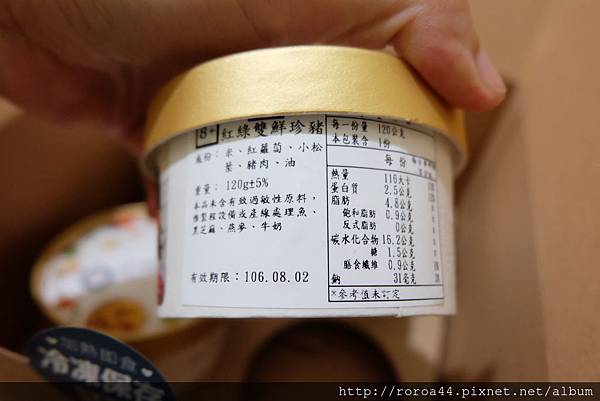 8+ 紅綠雙鮮珍豬
成份：米、紅蘿蔔、小松
菜、豬肉、油
重量：120g±5%
本品未含有致過敏性原料，
惟製程設備或產線處理魚、
黑芝麻、燕麥、牛奶
有效期限：106.08.02
每一份量 120公克
本包裝含 1份
每份
熱量 116大卡
蛋白質 2.5公克
脂肪 4.8公克
飽和脂肪 0.9公克
反式脂肪 0公克
碳水化合物 16.2公克
糖 1.5公克
膳食纖維 0.9公克
鈉 31毫克
*參考值未訂定
加熱即食
冷凍保存
http://roroa44.pixnet.net/album